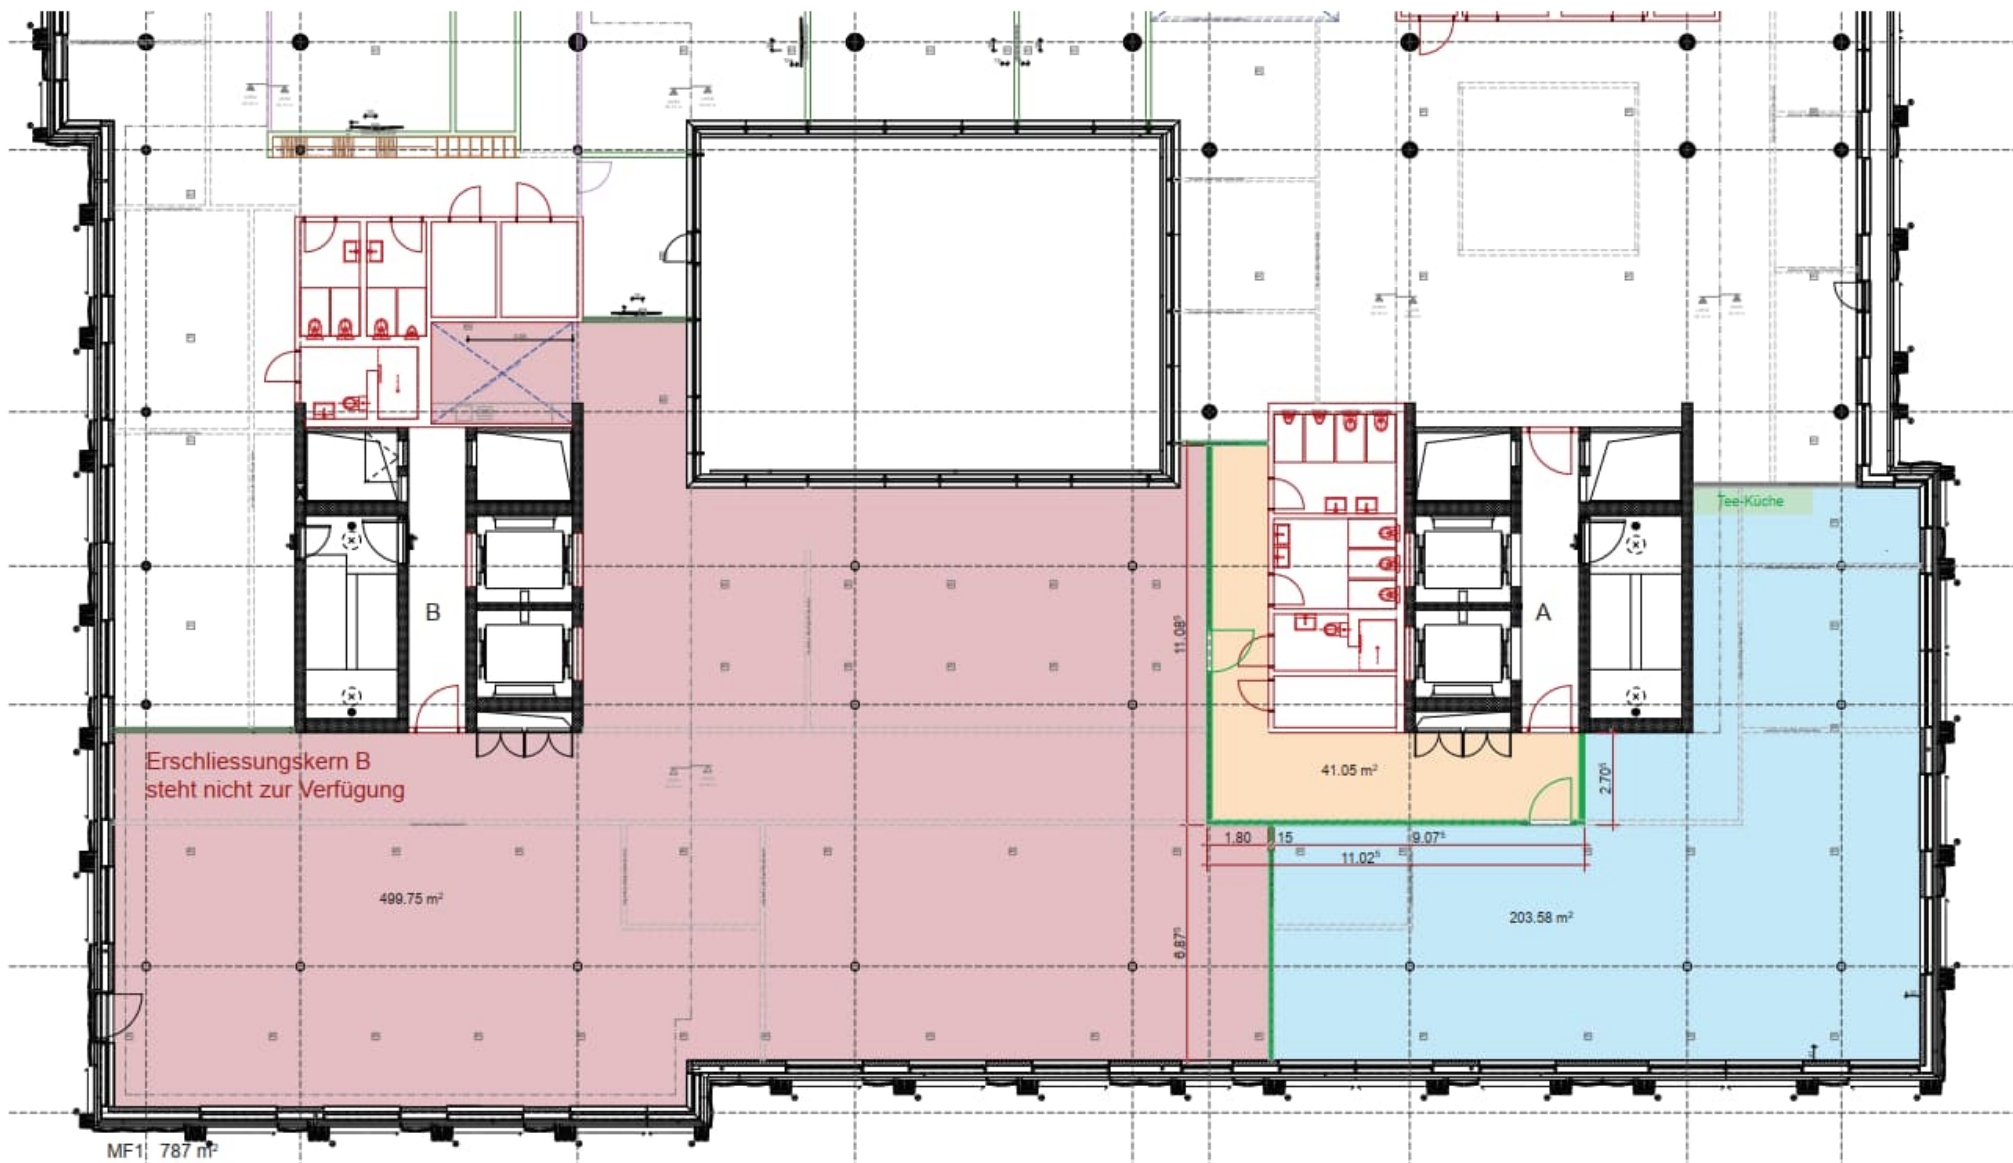 Tee-Küche
B
A
11.08⁵
Erschliessungskern B
steht nicht zur Verfügung
41.05 m²
2.70⁵
1.80
15
9.07⁵
11.02⁵
499.75 m²
203.58 m²
6.87⁵
MF1 787 m²